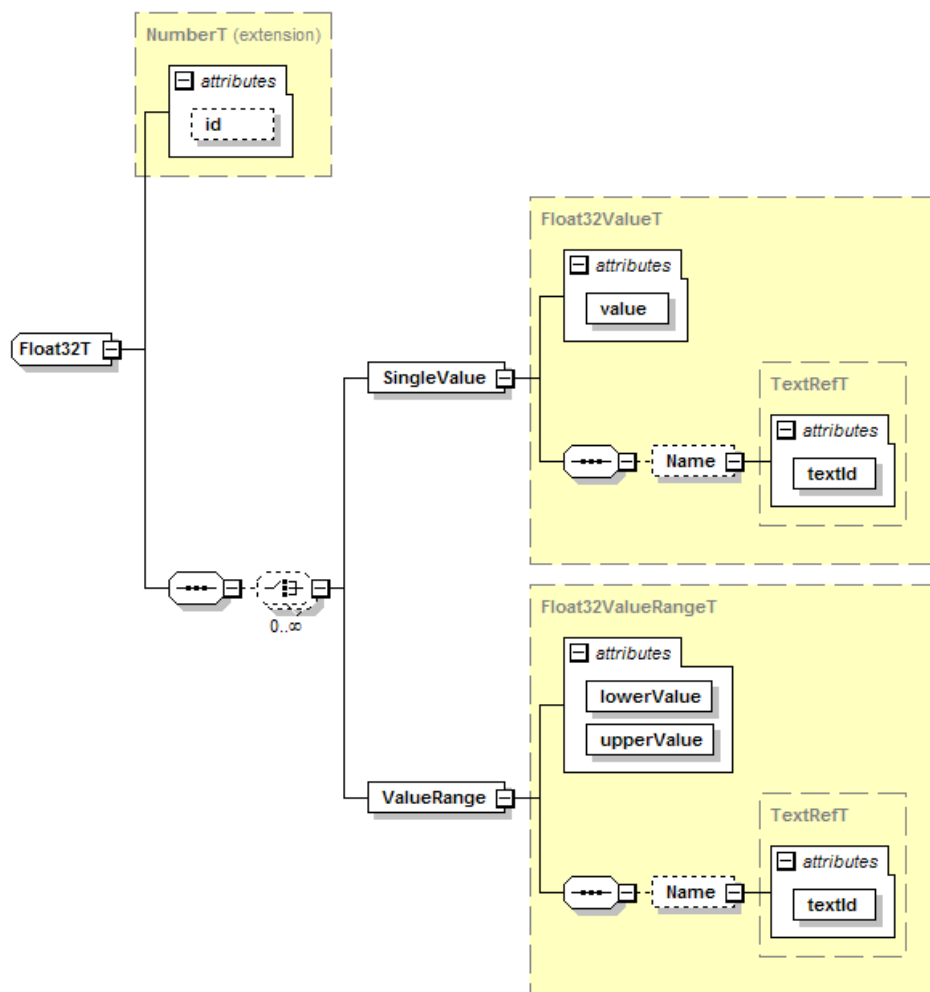 NumberT (extension)
attributes
id
Float32T
0..∞
SingleValue
Float32ValueT
attributes
value
Name
TextRefT
attributes
textId
ValueRange
Float32ValueRangeT
attributes
lowerValue
upperValue
Name
TextRefT
attributes
textId